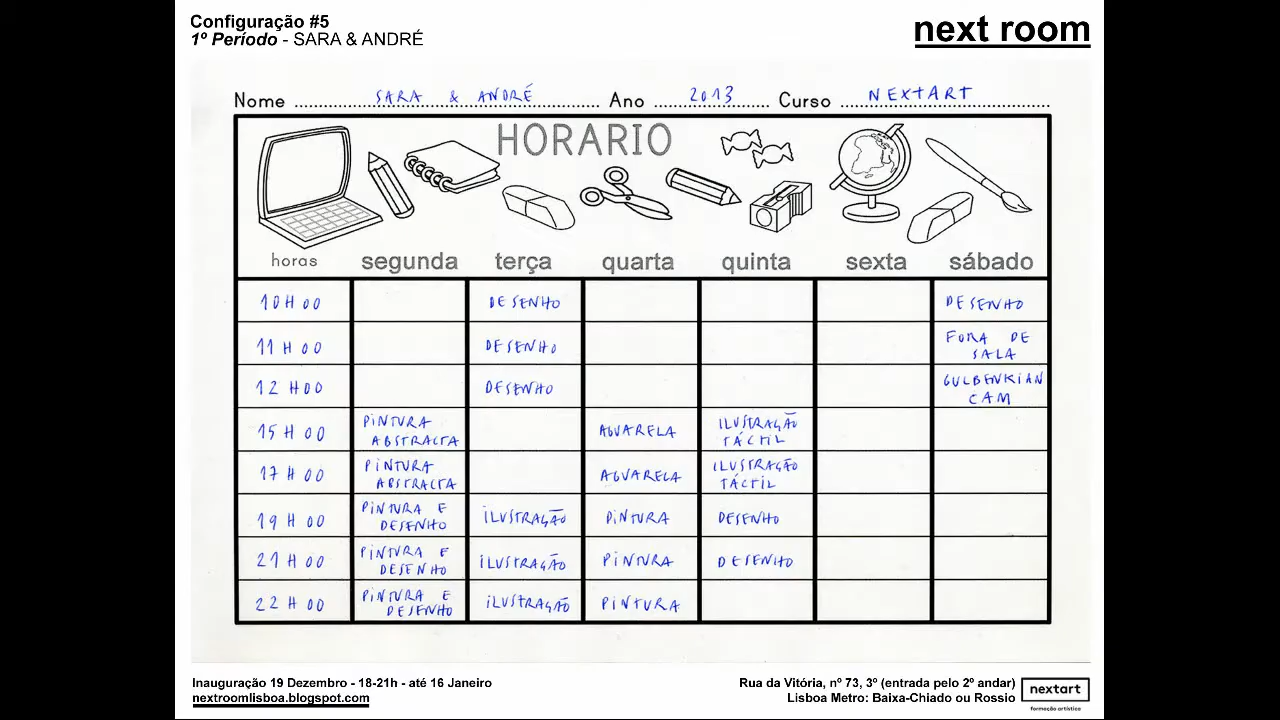 Configuração #5
1º Período - SARA & ANDRÉ
next room
Nome SARA & ANDRÉ Ano 2013 Curso NEXTART
HORARIO
horas segunda terça quarta quinta sexta sábado
10H00 DESENHO DESENHO
11H00 DESENHO FORA DE SALA
12H00 DESENHO GULBENKIAN CAM
15H00 PINTURA ABSTRACTA AGUARELA ILUSTRAÇÃO TÁCTIL
17H00 PINTURA ABSTRACTA AGUARELA ILUSTRAÇÃO TÁCTIL
19H00 PINTURA E DESENHO ILUSTRAÇÃO PINTURA DESENHO
21H00 PINTURA E DESENHO ILUSTRAÇÃO PINTURA DESENHO
22H00 PINTURA E DESENHO ILUSTRAÇÃO PINTURA
Inauguração 19 Dezembro - 18-21h - até 16 Janeiro
nextroomlisboa.blogspot.com
Rua da Vitória, nº 73, 3º (entrada pelo 2º andar)
Lisboa Metro: Baixa-Chiado ou Rossio
nextart
formação artística